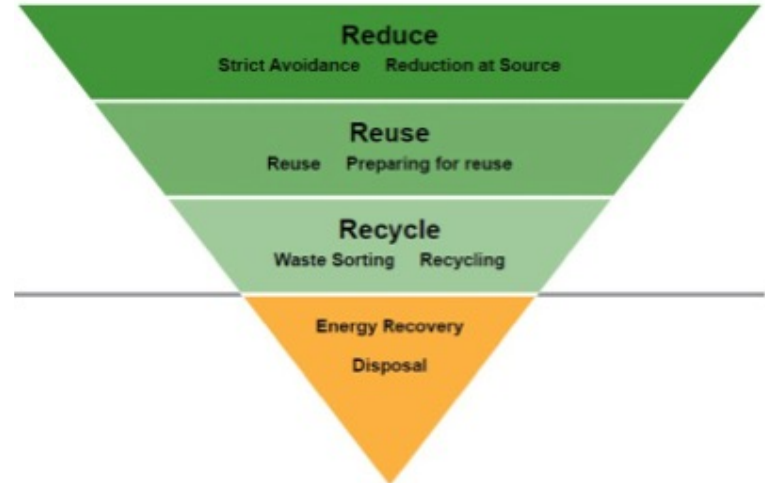 Reduce
Strict Avoidance Reduction at Source
Reuse
Reuse Preparing for reuse
Recycle
Waste Sorting Recycling
Energy Recovery
Disposal